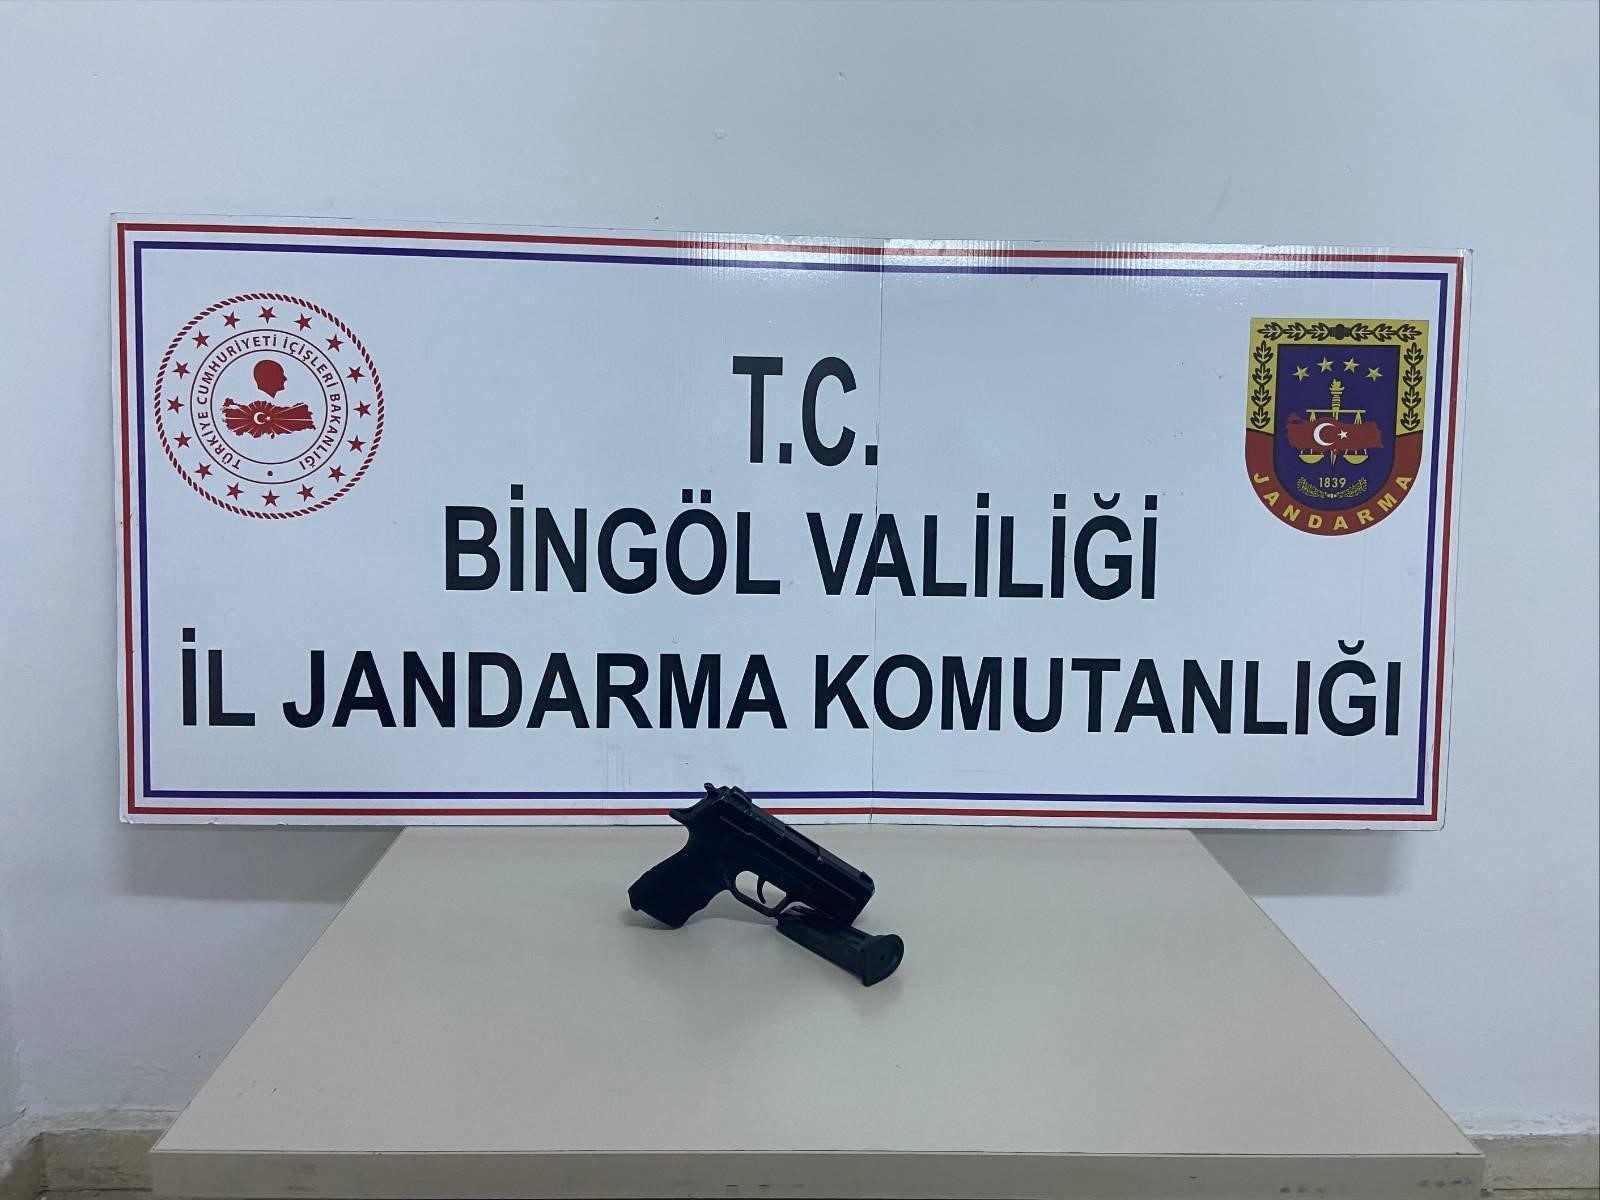 TÜRKİYE CUMHURİYETİ İÇİŞLERİ BAKANLIĞI
T.C.
BİNGÖL VALİLİĞİ
İL JANDARMA KOMUTANLIĞI
1839
JANDARMA